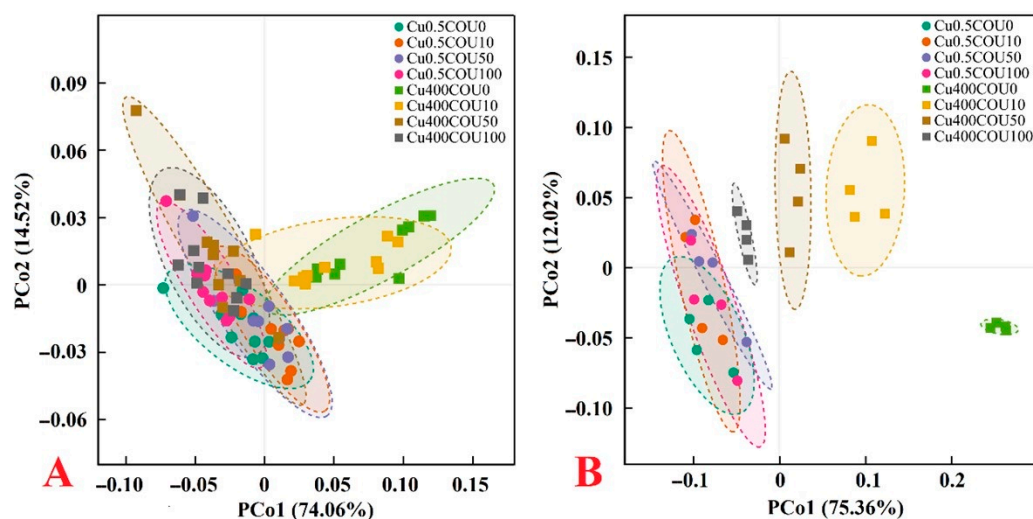 Cu0.5COU0
Cu0.5COU10
Cu0.5COU50
Cu0.5COU100
Cu400COU0
Cu400COU10
Cu400COU50
Cu400COU100
0.09
0.06
0.03
0
−0.03
−0.06
PCo2 (14.52%)
−0.10
−0.05
0
0.05
0.10
0.15
PCo1 (74.06%)
A
Cu0.5COU0
Cu0.5COU10
Cu0.5COU50
Cu0.5COU100
Cu400COU0
Cu400COU10
Cu400COU50
Cu400COU100
0.15
0.10
0.05
0
−0.05
−0.10
PCo2 (12.02%)
−0.1
0
0.1
0.2
PCo1 (75.36%)
B